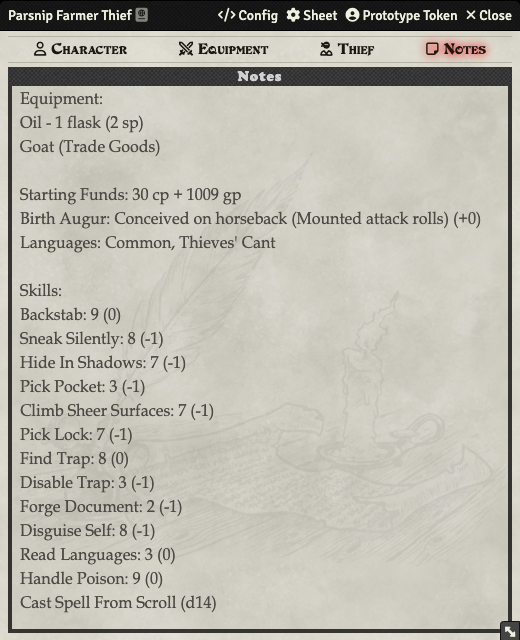 Parsnip Farmer Thief Config Sheet Prototype Token Close
Character Equipment Thief Notes
Notes
Equipment:
Oil - 1 flask (2 sp)
Goat (Trade Goods)
Starting Funds: 30 cp + 1009 gp
Birth Augur: Conceived on horseback (Mounted attack rolls) (+0)
Languages: Common, Thieves' Cant
Skills:
Backstab: 9 (0)
Sneak Silently: 8 (-1)
Hide In Shadows: 7 (-1)
Pick Pocket: 3 (-1)
Climb Sheer Surfaces: 7 (-1)
Pick Lock: 7 (-1)
Find Trap: 8 (0)
Disable Trap: 3 (-1)
Forge Document: 2 (-1)
Disguise Self: 8 (-1)
Read Languages: 3 (0)
Handle Poison: 9 (0)
Cast Spell From Scroll (d14)